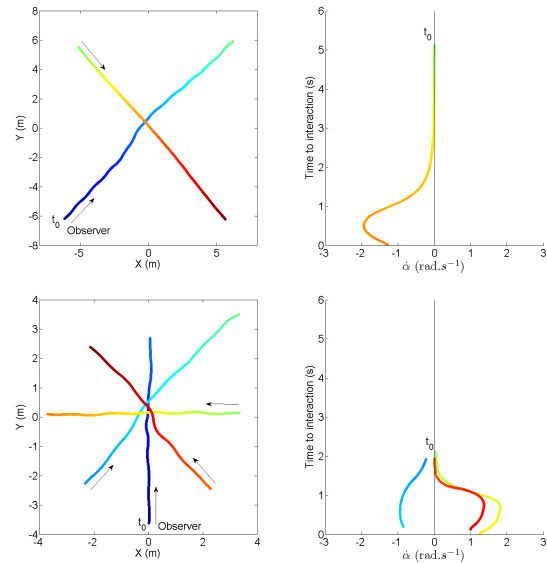 8
6
4
2
0
-2
-4
-6
-8
Y (m)
t0
Observer
-5 0 5
X (m)
6
5
4
3
2
1
0
Time to interaction (s)
t0
-3 -2 -1 0 1 2 3
α̇ (rad.s⁻¹)
4
3
2
1
0
-1
-2
-3
-4
Y (m)
t0
Observer
-4 -2 0 2 4
X (m)
6
5
4
3
2
1
0
Time to interaction (s)
t0
-3 -2 -1 0 1 2 3
α̇ (rad.s⁻¹)